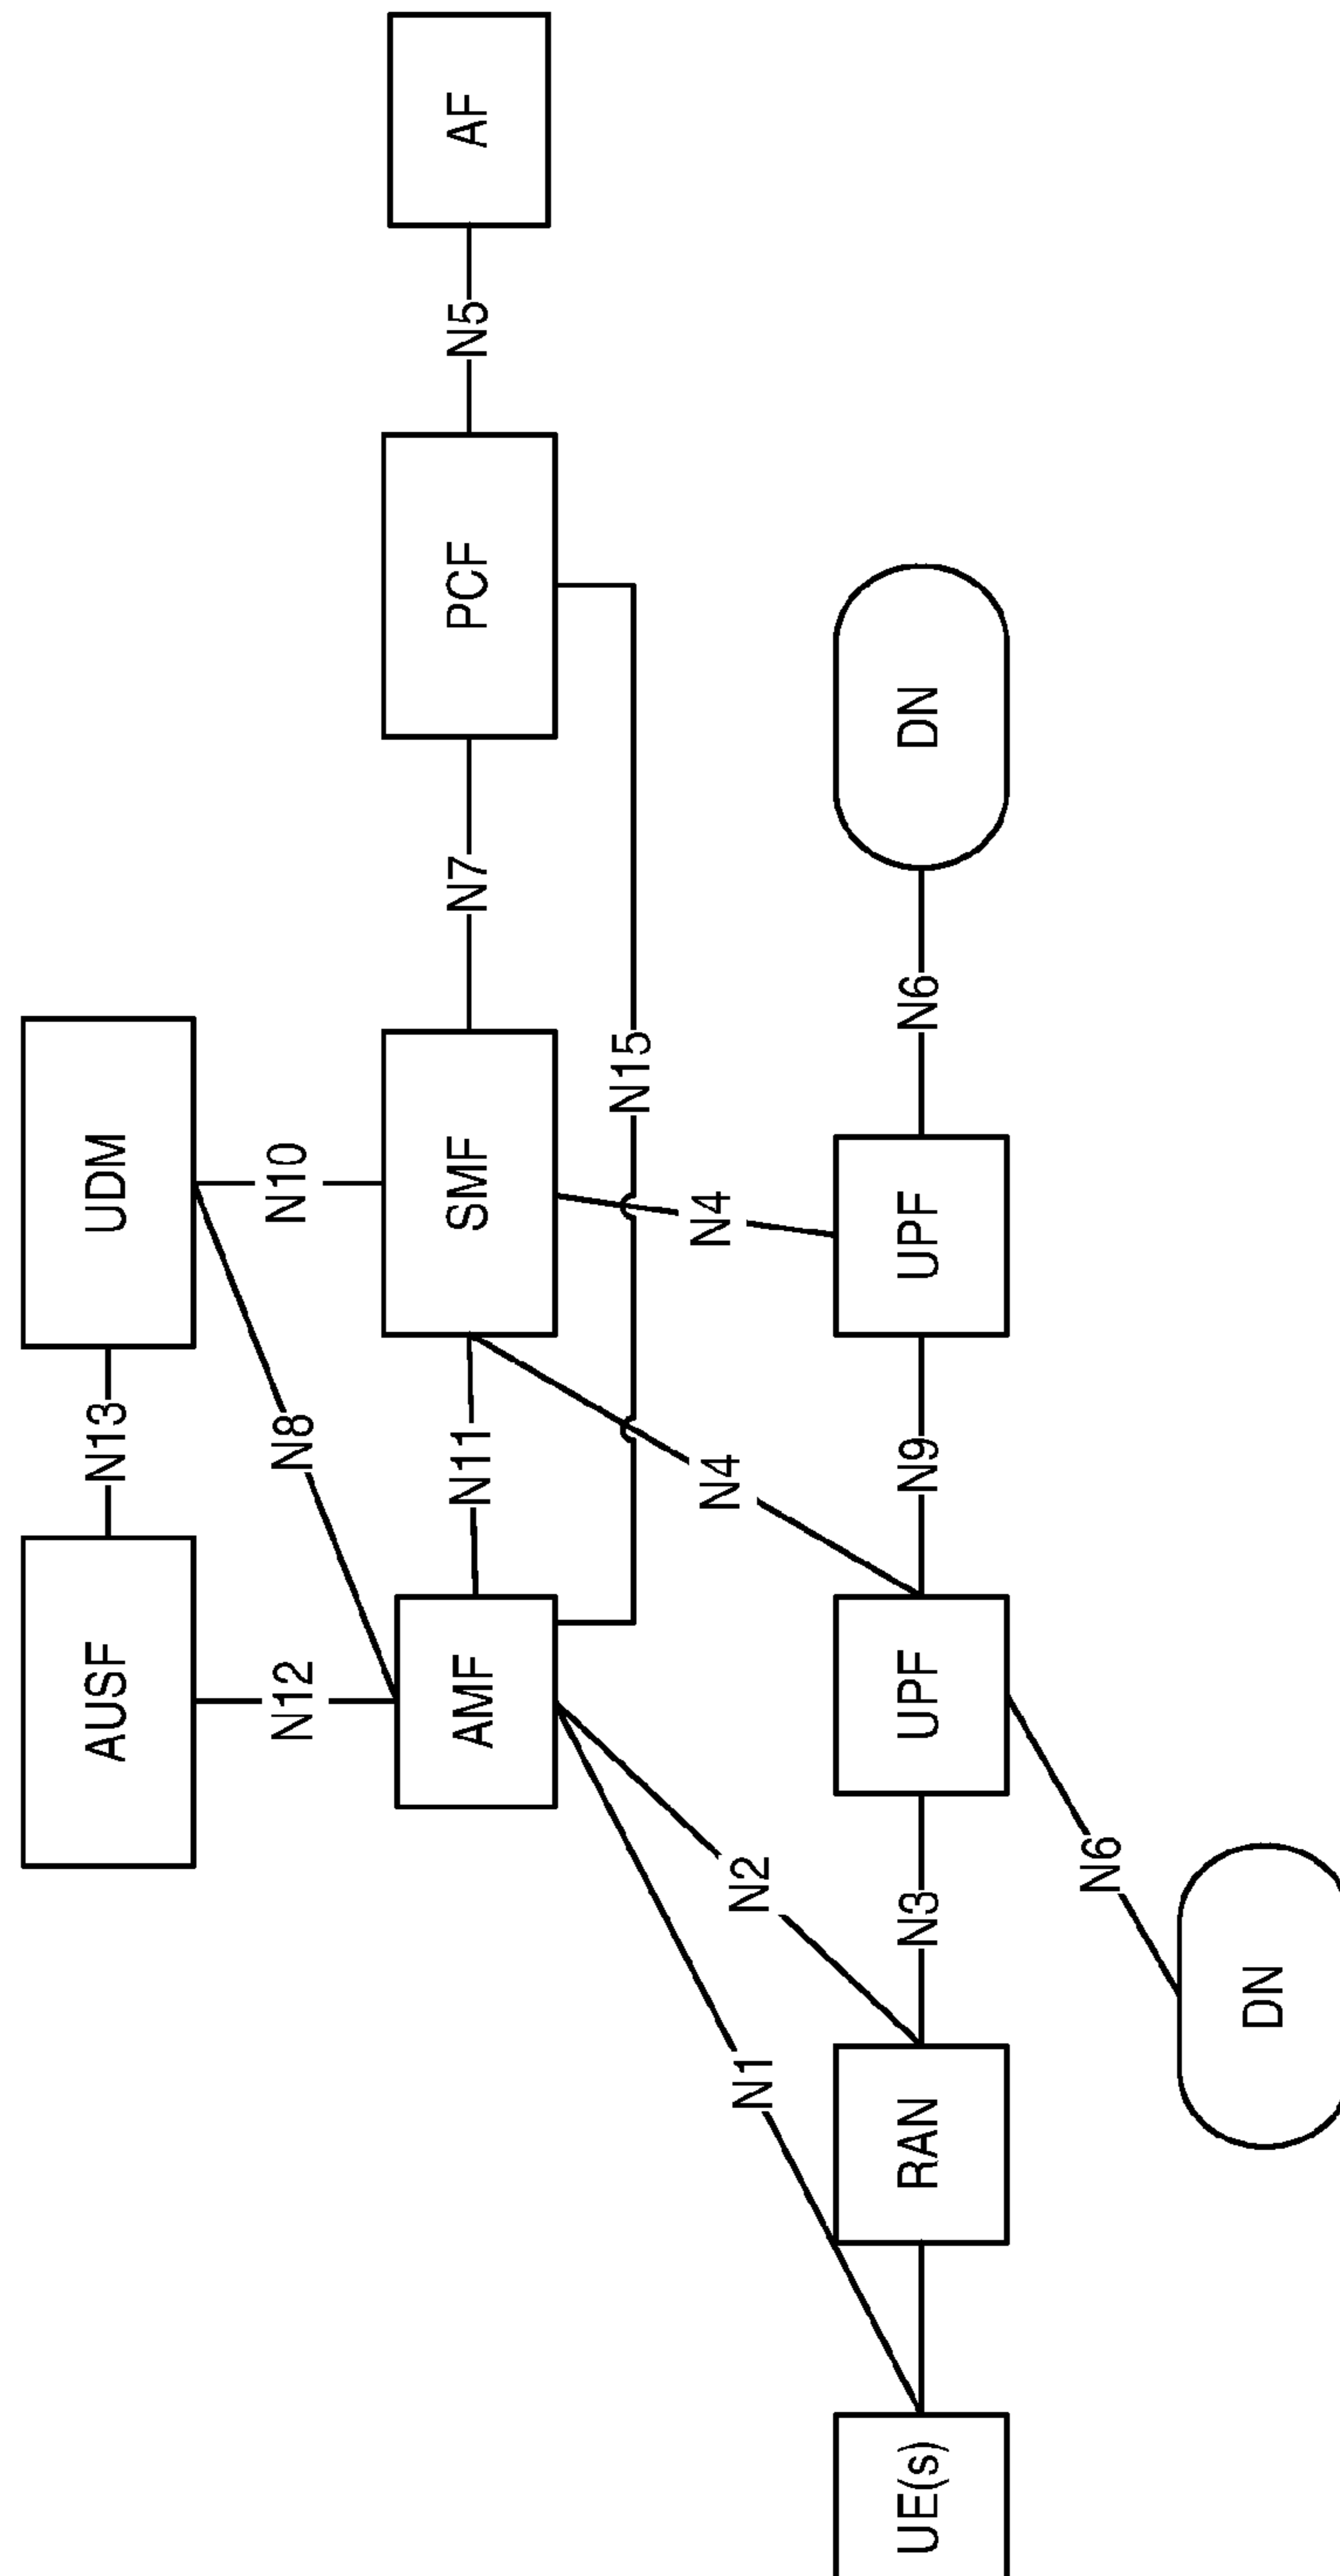 AUSF
N13
UDM
N12
N8
N10
AMF
N11
SMF
N7
PCF
N5
AF
N15
N1
N2
N4
N4
UE(s)
RAN
N3
UPF
N9
UPF
N6
DN
N6
DN